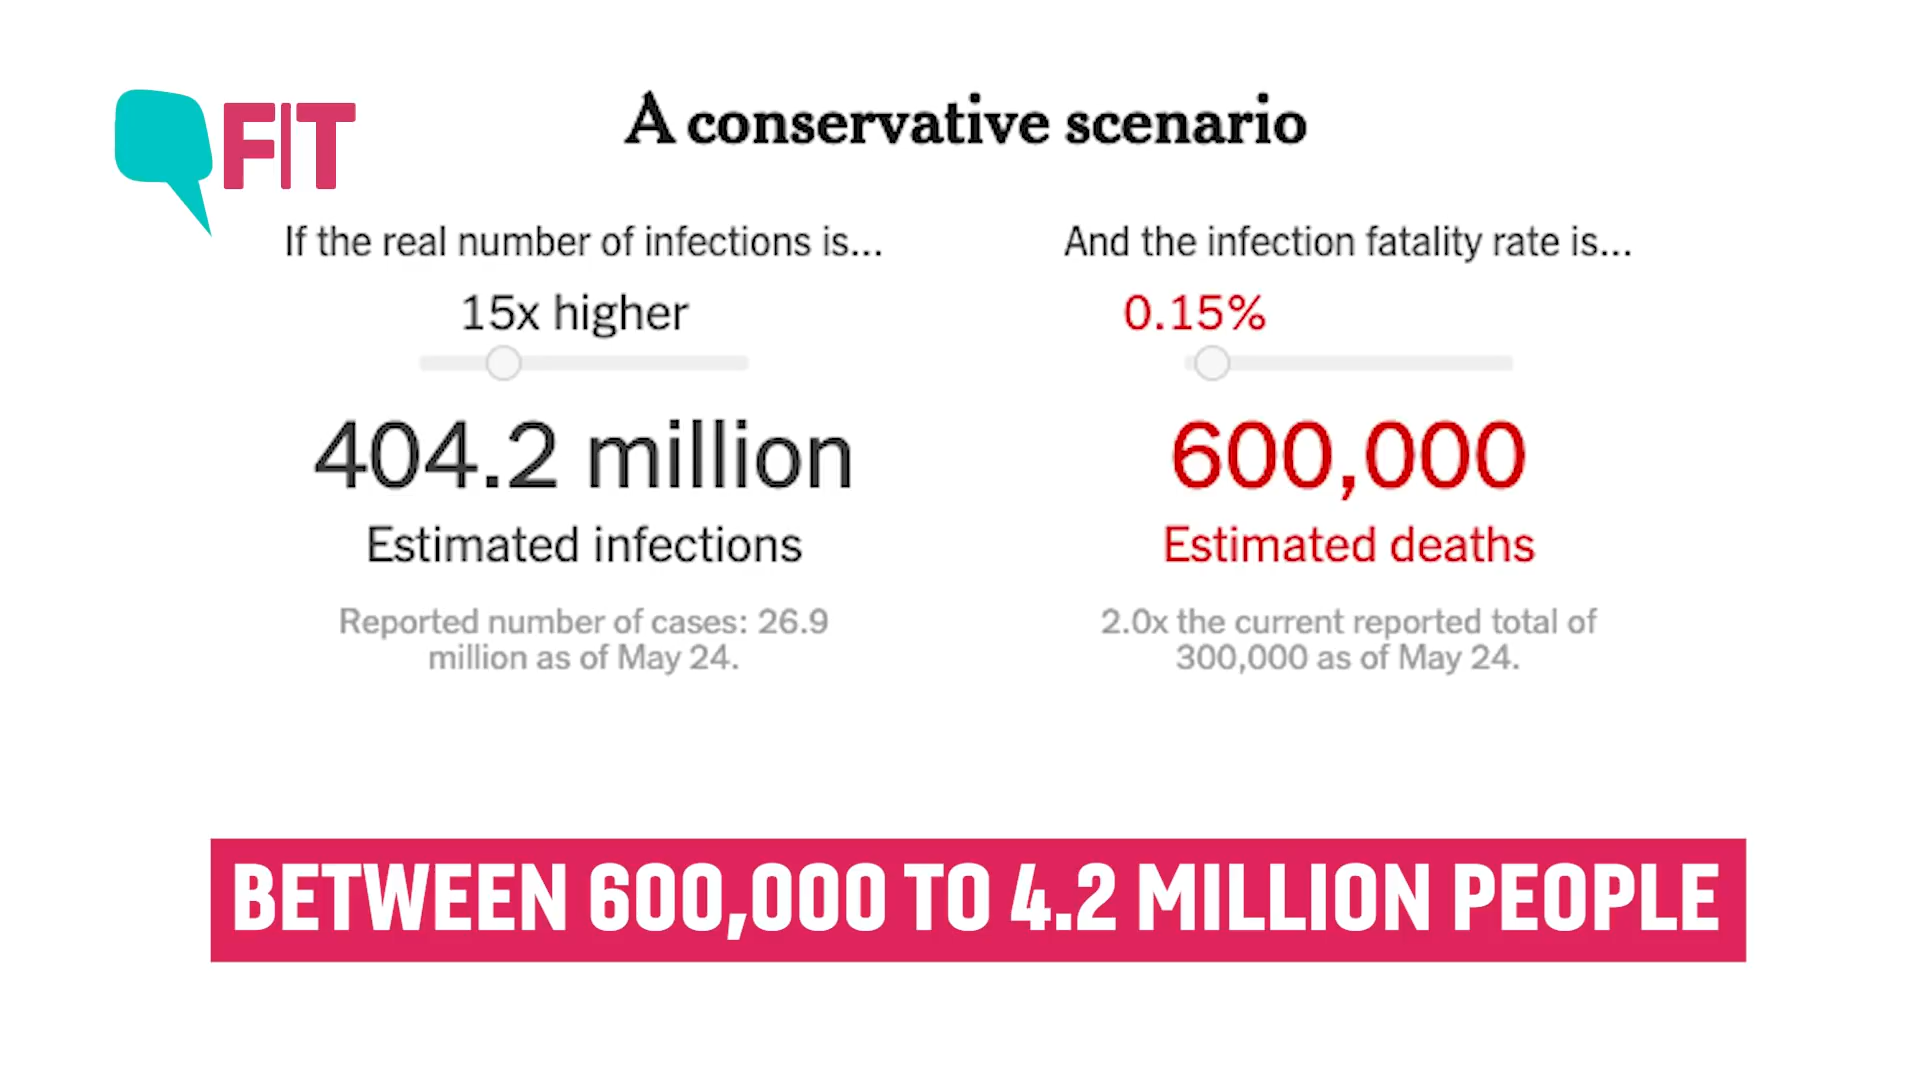 FIT
A conservative scenario
If the real number of infections is...
15x higher
404.2 million
Estimated infections
Reported number of cases: 26.9
million as of May 24.
And the infection fatality rate is...
0.15%
600,000
Estimated deaths
2.0x the current reported total of
300,000 as of May 24.
BETWEEN 600,000 TO 4.2 MILLION PEOPLE